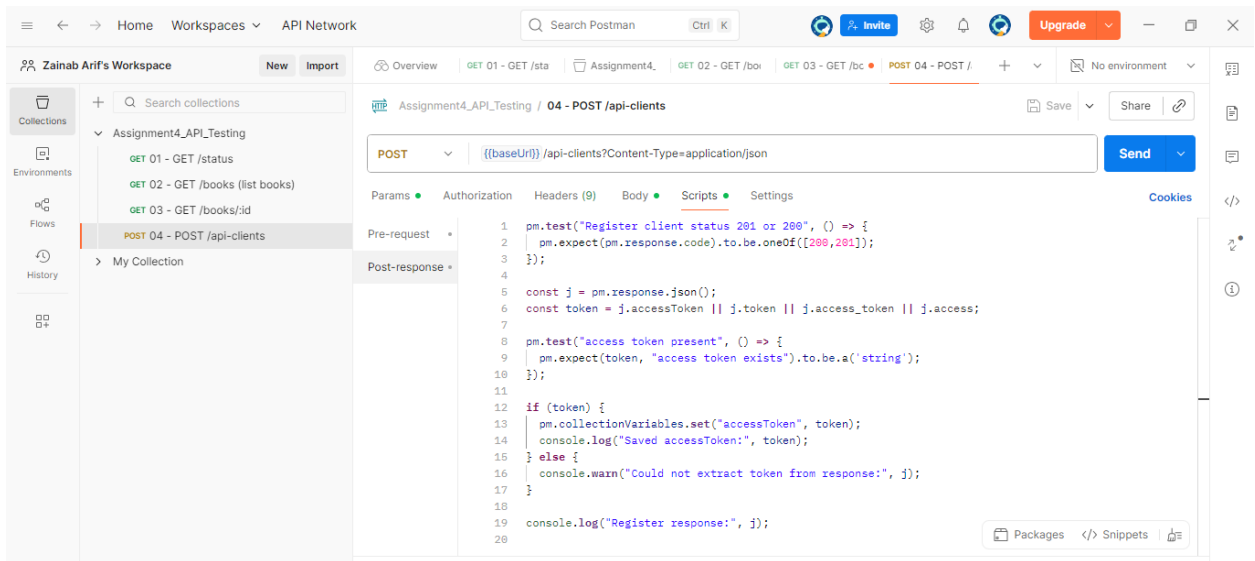 Home Workspaces API Network Search Postman Ctrl K Invite Upgrade
Zainab Arif's Workspace New Import
Overview GET 01 - GET /sta Assignment4_ GET 02 - GET /boo GET 03 - GET /bc POST 04 - POST /. No environment
Collections
Environments
Flows
History
Search collections
Assignment4_API_Testing
GET 01 - GET /status
GET 02 - GET /books (list books)
GET 03 - GET /books/:id
POST 04 - POST /api-clients
My Collection
Assignment4_API_Testing / 04 - POST /api-clients Save Share
POST {{baseUrl}} /api-clients?Content-Type=application/json Send
Params Authorization Headers (9) Body Scripts Settings Cookies
Pre-request
Post-response
1 pm.test("Register client status 201 or 200", () => {
2 pm.expect(pm.response.code).to.be.oneOf([200,201]);
3 });
4
5 const j = pm.response.json();
6 const token = j.accessToken || j.token || j.access_token || j.access;
7
8 pm.test("access token present", () => {
9 pm.expect(token, "access token exists").to.be.a('string');
10 });
11
12 if (token) {
13 pm.collectionVariables.set("accessToken", token);
14 console.log("Saved accessToken:", token);
15 } else {
16 console.warn("Could not extract token from response:", j);
17 }
18
19 console.log("Register response:", j);
20
Packages Snippets